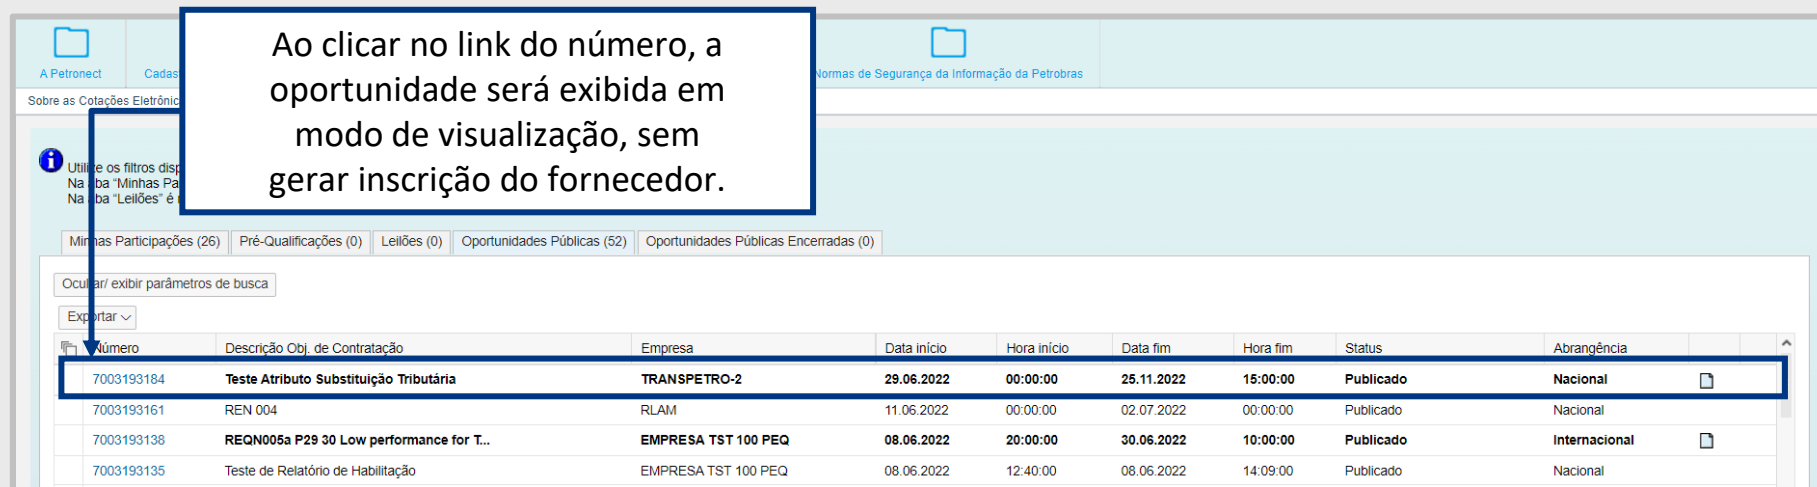 Ao clicar no link do número, a
oportunidade será exibida em
modo de visualização, sem
gerar inscrição do fornecedor.
A Petronect
Normas de Segurança da Informação da Petrobras
Sobre as Cotações
Utilize os filtros
Na aba "Minhas
Na aba "Leilões" é
Minhas Participações (26) Pré-Qualificações (0) Leilões (0) Oportunidades Públicas (52) Oportunidades Públicas Encerradas (0)
Ocultar/ exibir parâmetros de busca
Exportar
Número Descrição Obj. de Contratação Empresa Data início Hora início Data fim Hora fim Status Abrangência
7003193184 Teste Atributo Substituição Tributária TRANSPETRO-2 29.06.2022 00:00:00 25.11.2022 15:00:00 Publicado Nacional
7003193161 REN 004 RLAM 11.06.2022 00:00:00 02.07.2022 00:00:00 Publicado Nacional
7003193138 REQN005a P29 30 Low performance for T... EMPRESA TST 100 PEQ 08.06.2022 20:00:00 30.06.2022 10:00:00 Publicado Internacional
7003193135 Teste de Relatório de Habilitação EMPRESA TST 100 PEQ 08.06.2022 12:40:00 08.06.2022 14:09:00 Publicado Nacional